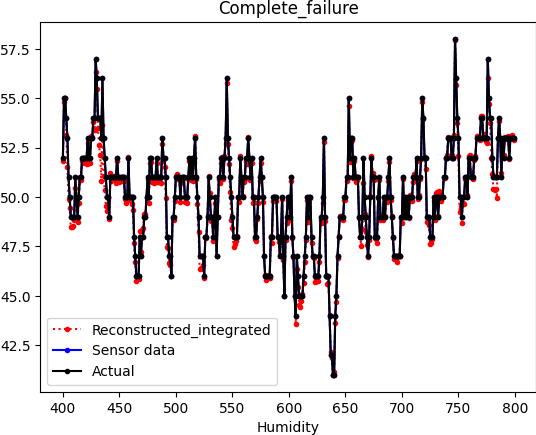 Complete_failure
57.5
55.0
52.5
50.0
47.5
45.0
42.5
Reconstructed_integrated
Sensor data
Actual
400 450 500 550 600 650 700 750 800
Humidity